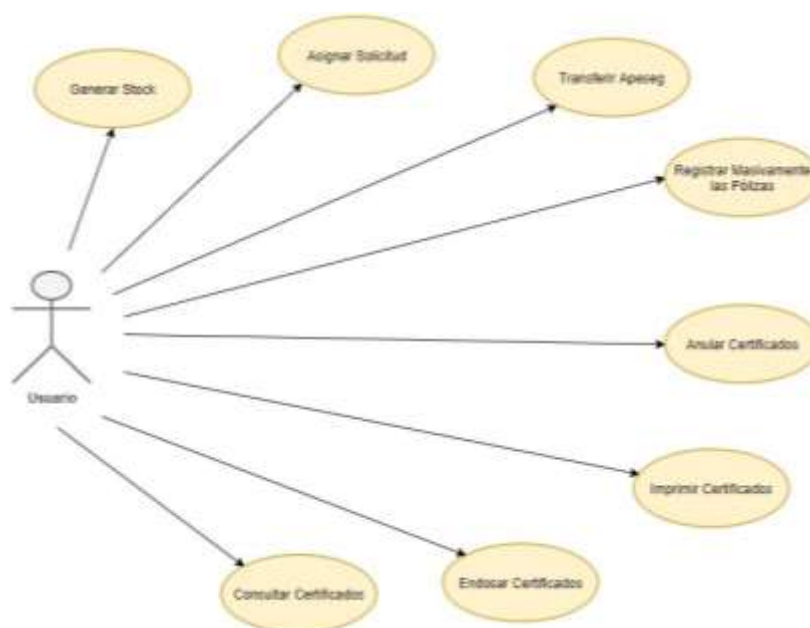 Asignar Solicitud
Generar Stock
Transferir Apeseg
Registrar Masivamente
las Pólizas
Anular Certificados
Usuario
Imprimir Certificados
Endosar Certificados
Consultar Certificados